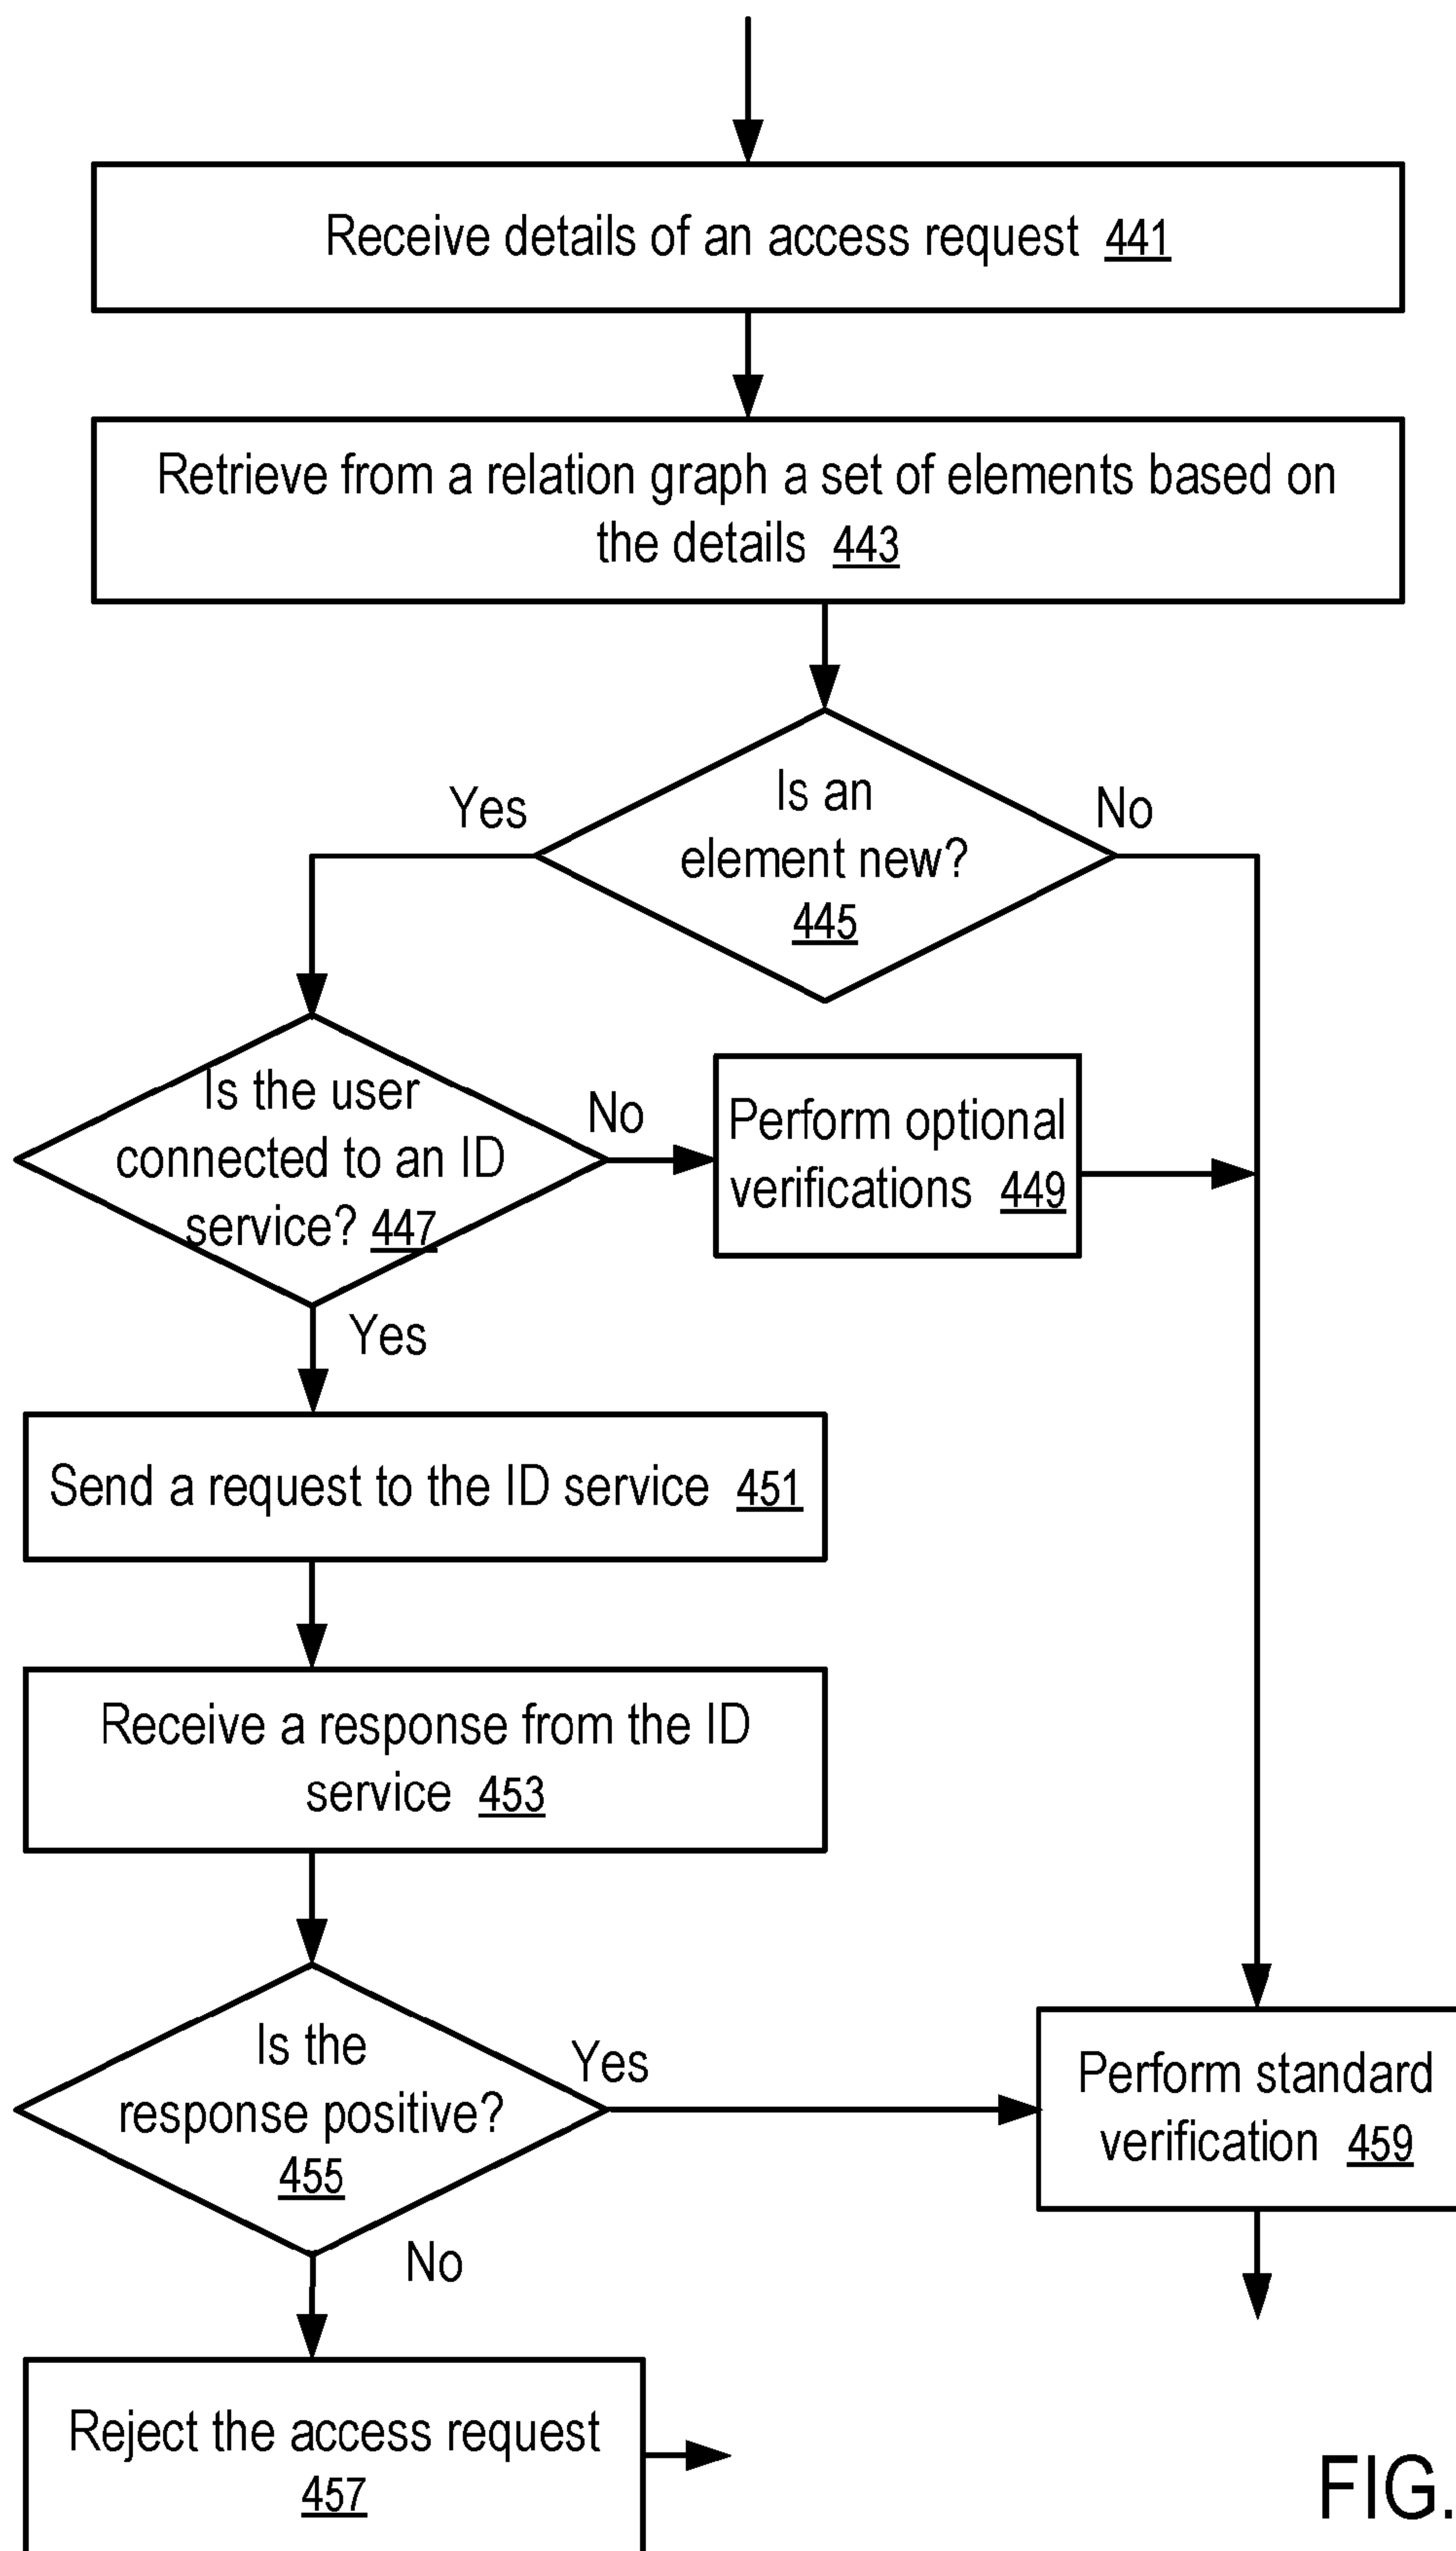 Receive details of an access request 441
Retrieve from a relation graph a set of elements based on
the details 443
Is an
element new?
445
Yes
No
Is the user
connected to an ID
service? 447
No
Yes
Perform optional
verifications 449
Send a request to the ID service 451
Receive a response from the ID
service 453
Is the
response positive?
455
Yes
No
Perform standard
verification 459
Reject the access request
457
FIG.